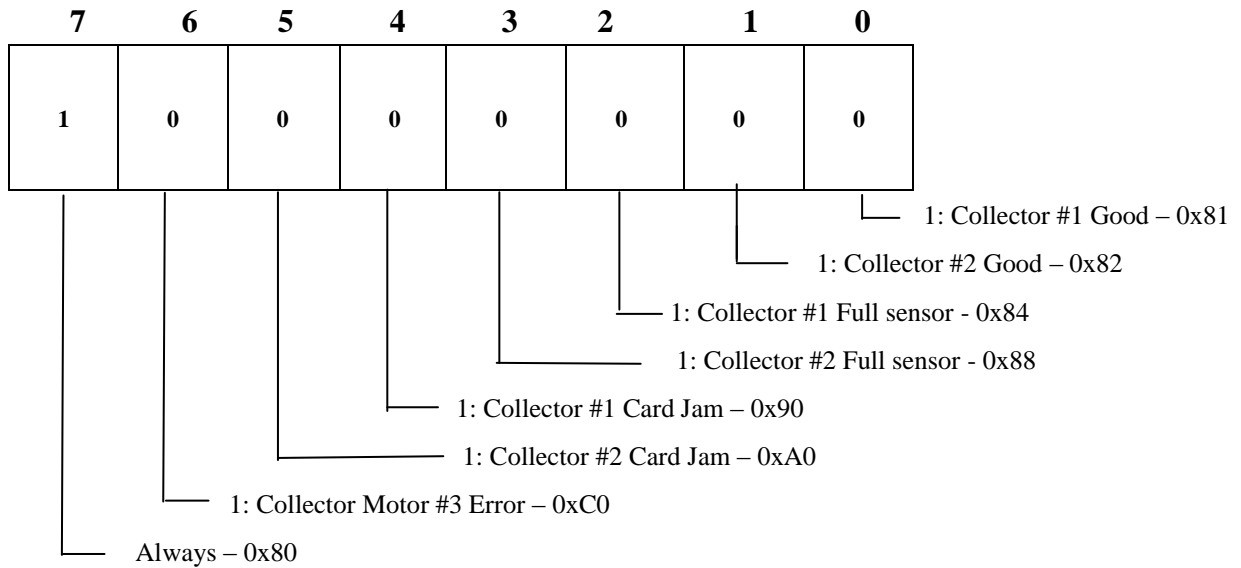 7 6 5 4 3 2 1 0
1 0 0 0 0 0 0 0
1: Collector #1 Good – 0x81
1: Collector #2 Good – 0x82
1: Collector #1 Full sensor - 0x84
1: Collector #2 Full sensor - 0x88
1: Collector #1 Card Jam – 0x90
1: Collector #2 Card Jam – 0xA0
1: Collector Motor #3 Error – 0xC0
Always – 0x80